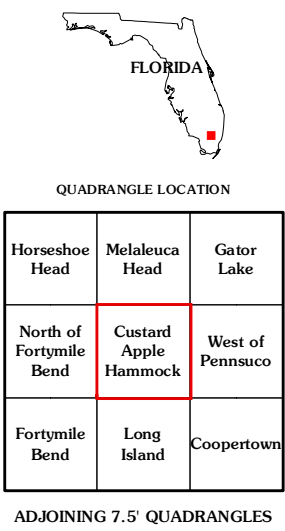 FLORIDA
QUADRANGLE LOCATION
Horseshoe
Head
Melaleuca
Head
Gator
Lake
North of
Fortymile
Bend
Custard
Apple
Hammock
West of
Pennsuco
Fortymile
Bend
Long
Island
Coopertown
ADJOINING 7.5' QUADRANGLES